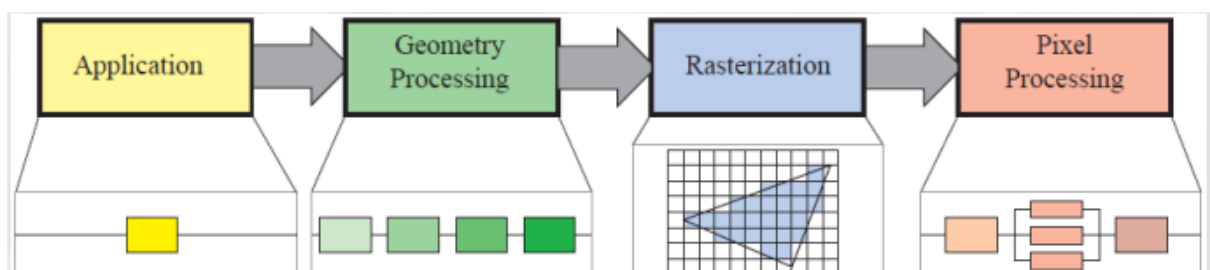 Application
Geometry
Processing
Rasterization
Pixel
Processing